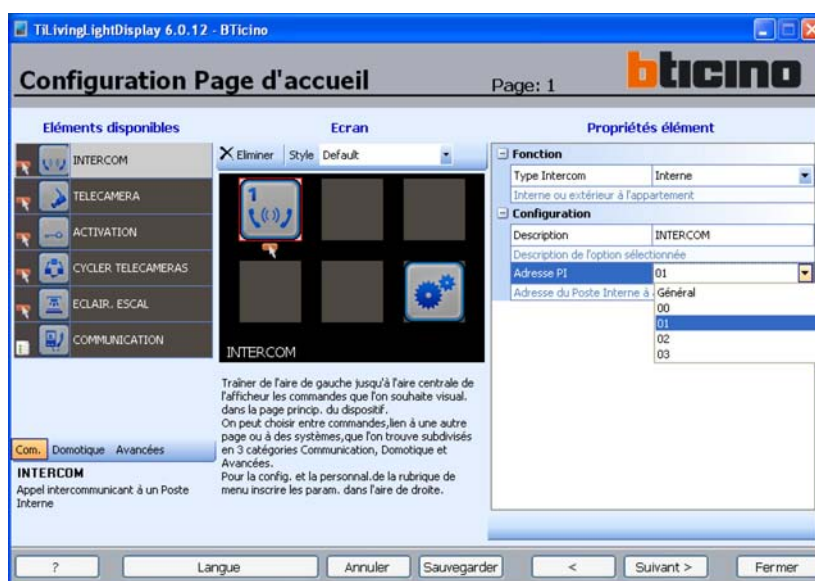 TiLivingLightDisplay 6.0.12 - BTicino
Configuration Page d'accueil
Page: 1
bticino
Eléments disponibles
INTERCOM
TELECAMERA
ACTIVATION
CYCLER TELECAMERAS
ECLAIR. ESCAL
COMMUNICATION
Com. Domotique Avancées
INTERCOM
Appel intercommunicant à un Poste
Interne
Ecran
Eliminer Style Default
1
INTERCOM
Traîner de l'aire de gauche jusqu'à l'aire centrale de
l'afficheur les commandes que l'on souhaite visual.
dans la page princip. du dispositif.
On peut choisir entre commandes,lien à une autre
page ou à des systèmes,que l'on trouve subdivisés
en 3 catégories Communication, Domotique et
Avancées.
Pour la config. et la personnal.de la rubrique de
menu inscrire les param. dans l'aire de droite.
Propriétés élément
Fonction
Type Intercom Interne
Interne ou extérieur à l'appartement
Configuration
Description INTERCOM
Description de l'option sélectionnée
Adresse PI 01
Adresse du Poste Interne à
Général
00
01
02
03
? Langue Annuler Sauvegarder < Suivant > Fermer